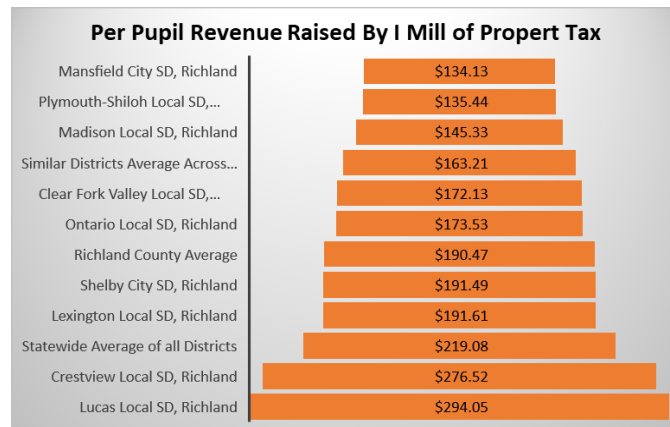 Per Pupil Revenue Raised By I Mill of Propert Tax
Mansfield City SD, Richland $134.13
Plymouth-Shiloh Local SD,... $135.44
Madison Local SD, Richland $145.33
Similar Districts Average Across... $163.21
Clear Fork Valley Local SD,... $172.13
Ontario Local SD, Richland $173.53
Richland County Average $190.47
Shelby City SD, Richland $191.49
Lexington Local SD, Richland $191.61
Statewide Average of all Districts $219.08
Crestview Local SD, Richland $276.52
Lucas Local SD, Richland $294.05